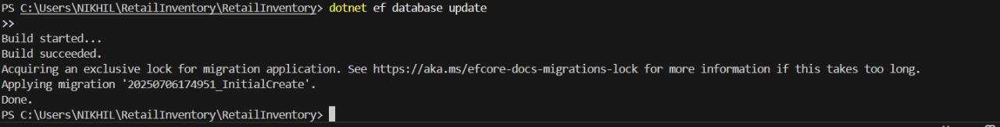 PS C:\Users\NIKHIL\RetailInventory\RetailInventory> dotnet ef database update
>>
Build started...
Build succeeded.
Acquiring an exclusive lock for migration application. See https://aka.ms/efcore-docs-migrations-lock for more information if this takes too long.
Applying migration '20250706174951_InitialCreate'.
Done.
PS C:\Users\NIKHIL\RetailInventory\RetailInventory>